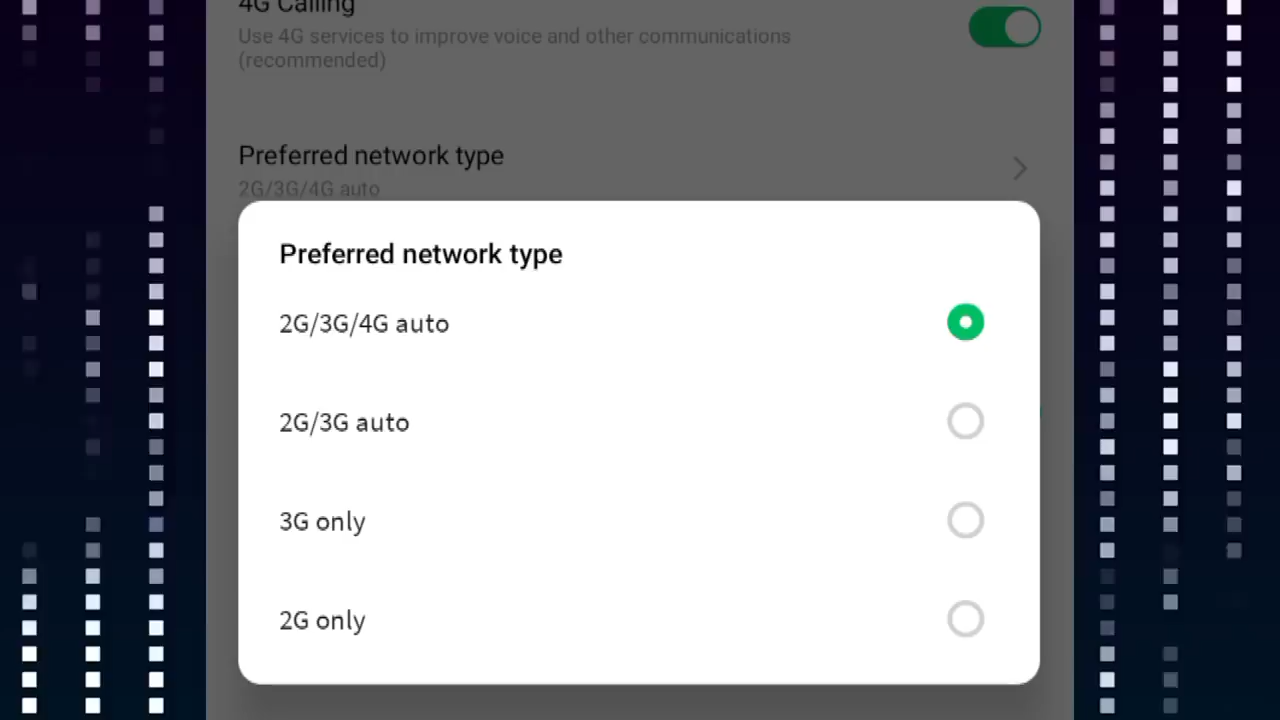 4G Calling
Use 4G services to improve voice and other communications
(recommended)
Preferred network type
2G/3G/4G auto
Preferred network type
2G/3G/4G auto
2G/3G auto
3G only
2G only